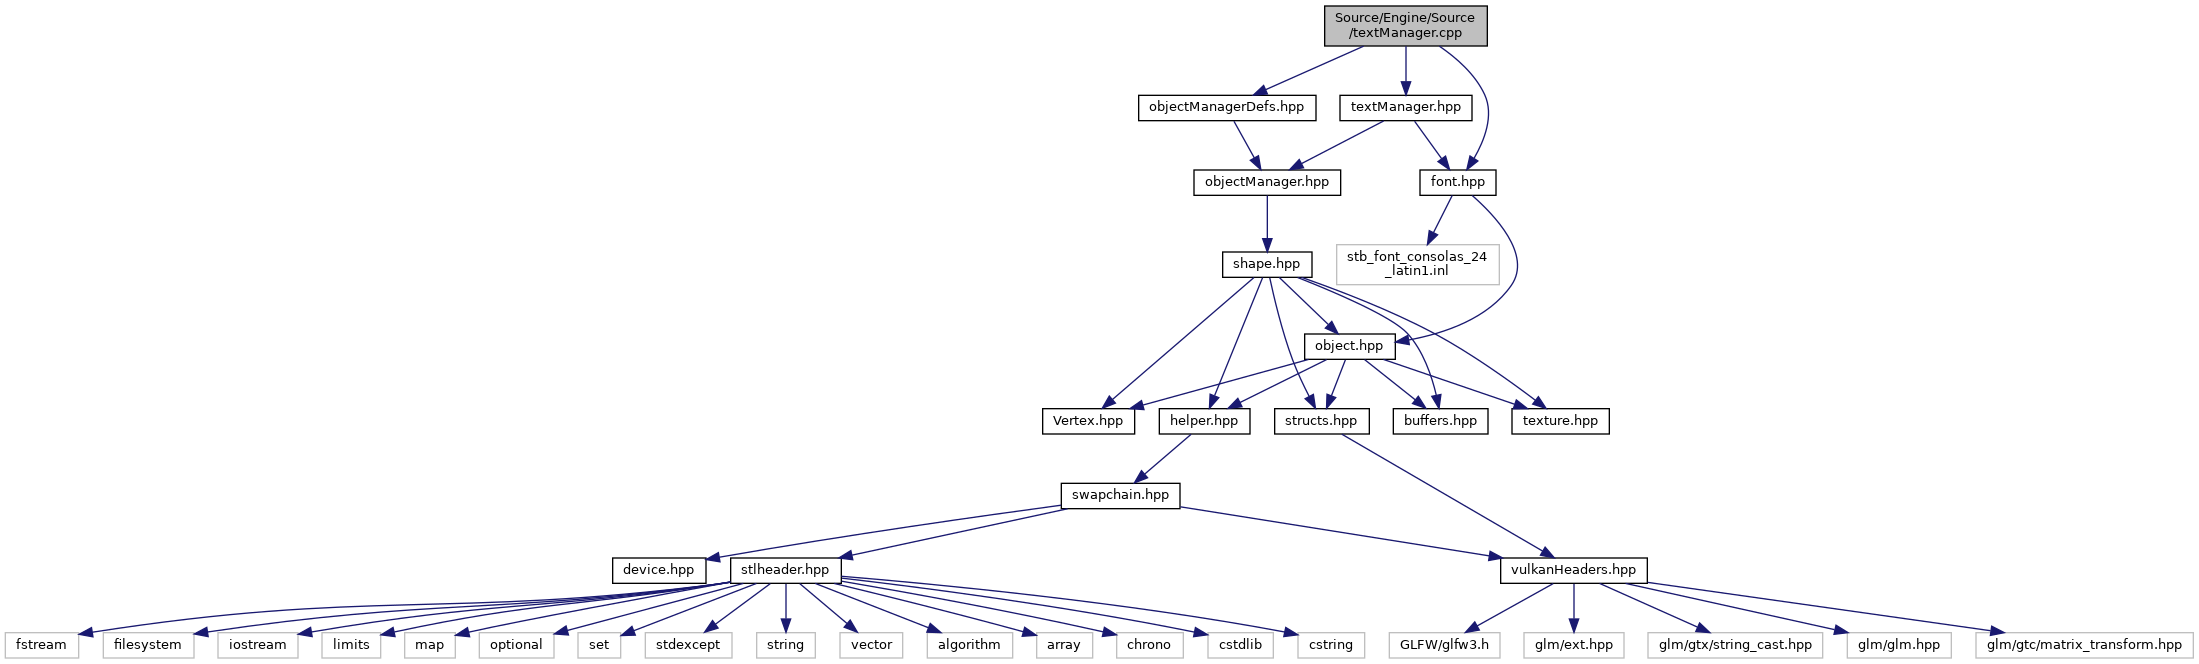 Source/Engine/Source
/textManager.cpp
objectManagerDefs.hpp
textManager.hpp
objectManager.hpp
font.hpp
shape.hpp
stb_font_consolas_24
_latin1.inl
object.hpp
Vertex.hpp
helper.hpp
structs.hpp
buffers.hpp
texture.hpp
swapchain.hpp
device.hpp
stlheader.hpp
vulkanHeaders.hpp
fstream
filesystem
iostream
limits
map
optional
set
stdexcept
string
vector
algorithm
array
chrono
cstdlib
cstring
GLFW/glfw3.h
glm/ext.hpp
glm/gtx/string_cast.hpp
glm/glm.hpp
glm/gtc/matrix_transform.hpp